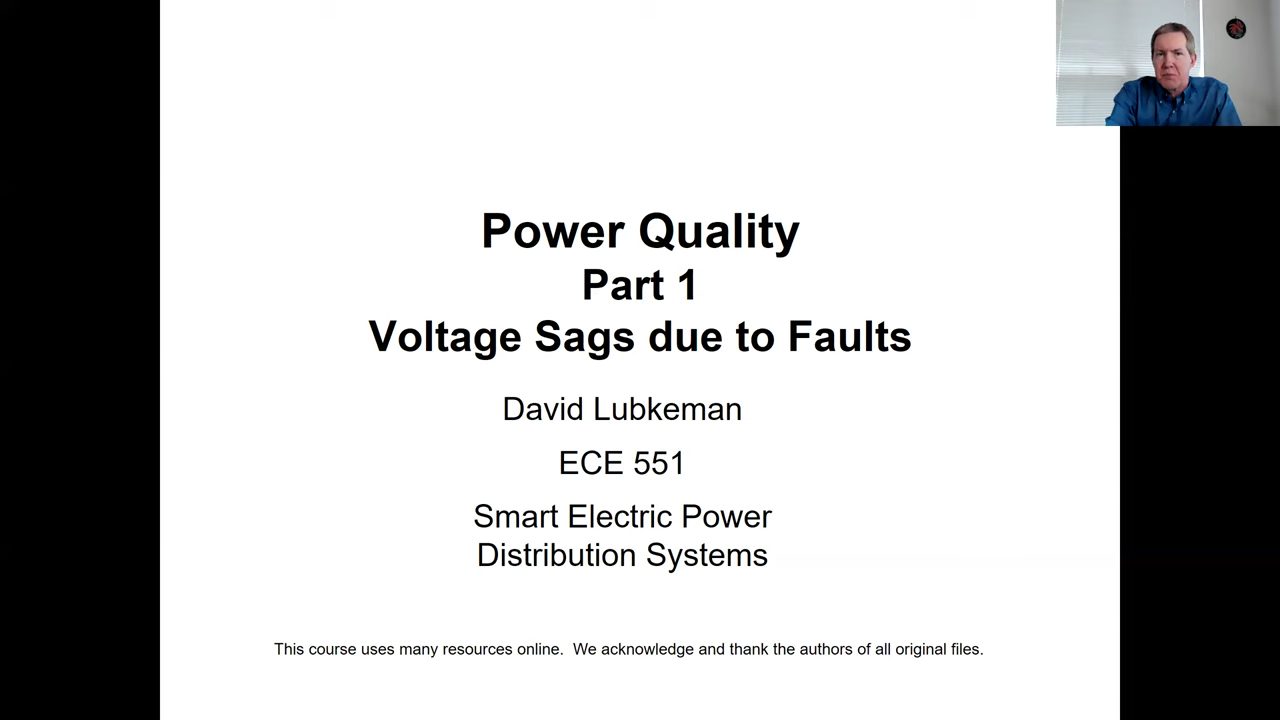 Power Quality
Part 1
Voltage Sags due to Faults
David Lubkeman
ECE 551
Smart Electric Power
Distribution Systems
This course uses many resources online.  We acknowledge and thank the authors of all original files.